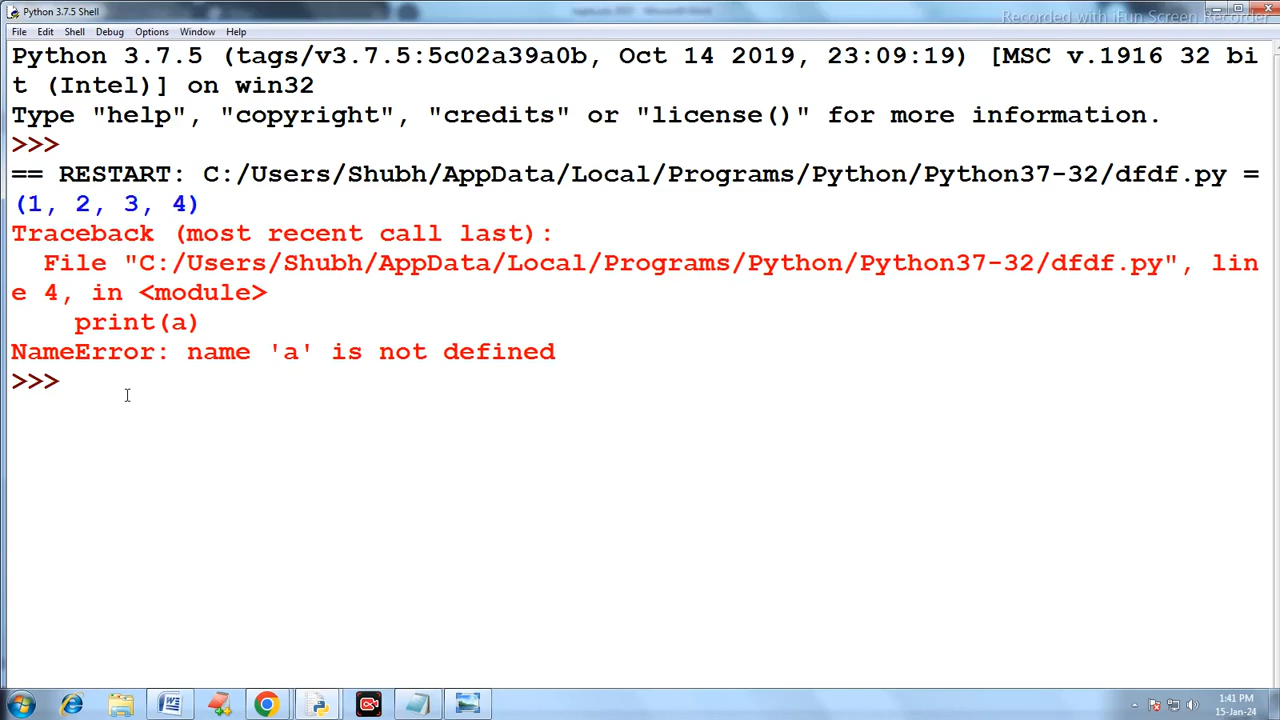 Python 3.7.5 Shell
Recorded with iFun Screen Recorder
File Edit Shell Debug Options Window Help
Python 3.7.5 (tags/v3.7.5:5c02a39a0b, Oct 14 2019, 23:09:19) [MSC v.1916 32 bi
t (Intel)] on win32
Type "help", "copyright", "credits" or "license()" for more information.
>>>
== RESTART: C:/Users/Shubh/AppData/Local/Programs/Python/Python37-32/dfdf.py =
(1, 2, 3, 4)
Traceback (most recent call last):
  File "C:/Users/Shubh/AppData/Local/Programs/Python/Python37-32/dfdf.py", lin
e 4, in <module>
    print(a)
NameError: name 'a' is not defined
>>>
1:41 PM
15-Jan-24